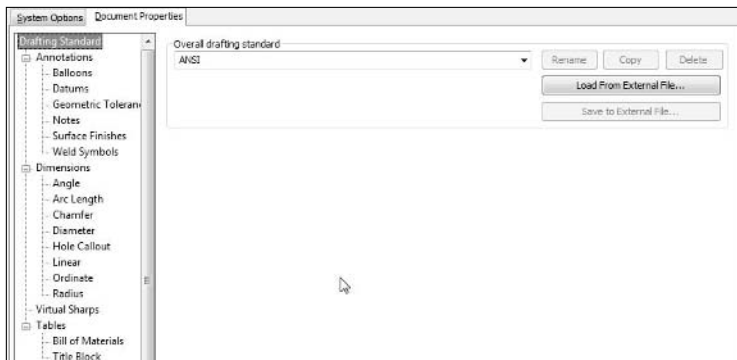 System Options Document Properties
Drafting Standard
Annotations
Balloons
Datums
Geometric Toleran
Notes
Surface Finishes
Weld Symbols
Dimensions
Angle
Arc Length
Chamfer
Diameter
Hole Callout
Linear
Ordinate
Radius
Virtual Sharps
Tables
Bill of Materials
Title Block
Overall drafting standard
ANSI
Rename Copy Delete
Load From External File...
Save to External File...